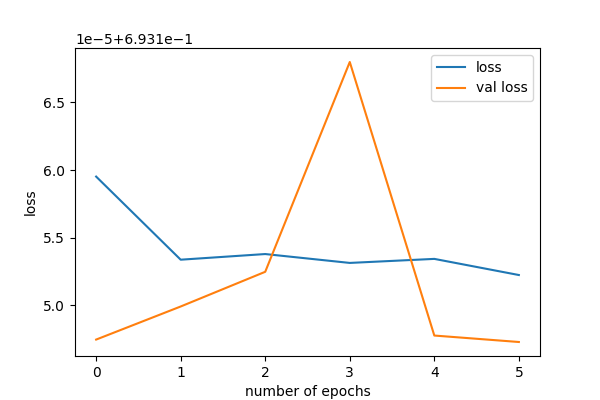 1e−5+6.931e−1
loss
val loss
6.5
6.0
5.5
5.0
loss
0 1 2 3 4 5
number of epochs